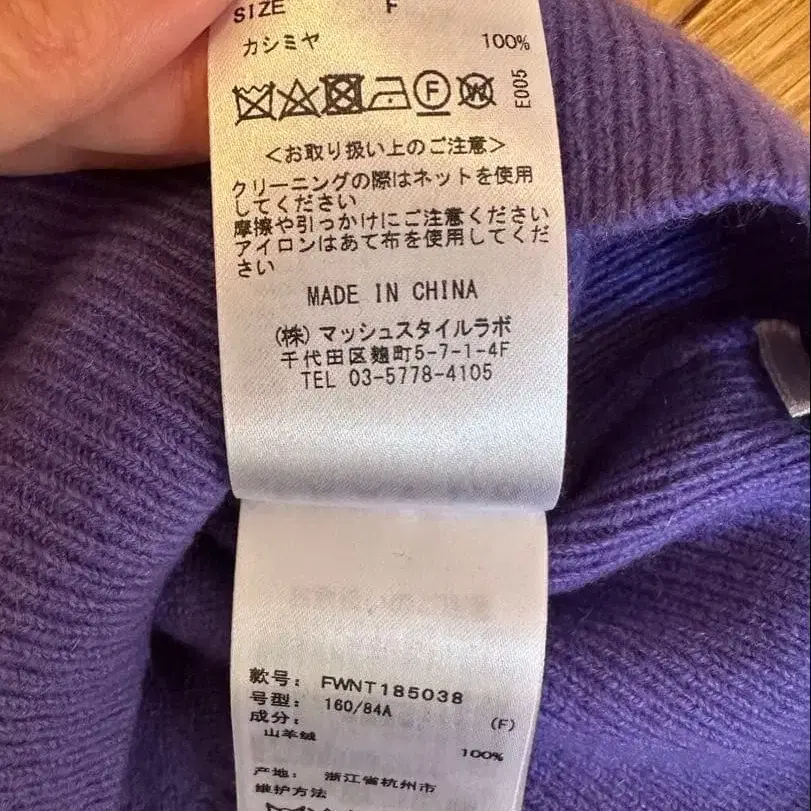 SIZE F
カシミヤ 100%
F W E005
<お取り扱い上のご注意>
クリーニングの際はネットを使用
してください
摩擦や引っかけにご注意ください
アイロンはあて布を使用してくだ
さい
MADE IN CHINA
(株)マッシュスタイルラボ
千代田区麹町5-7-1-4F
TEL 03-5778-4105
款号: FWNT185038
号型: 160/84A (F)
成分:
山羊绒 100%
产地: 浙江省杭州市
维护方法